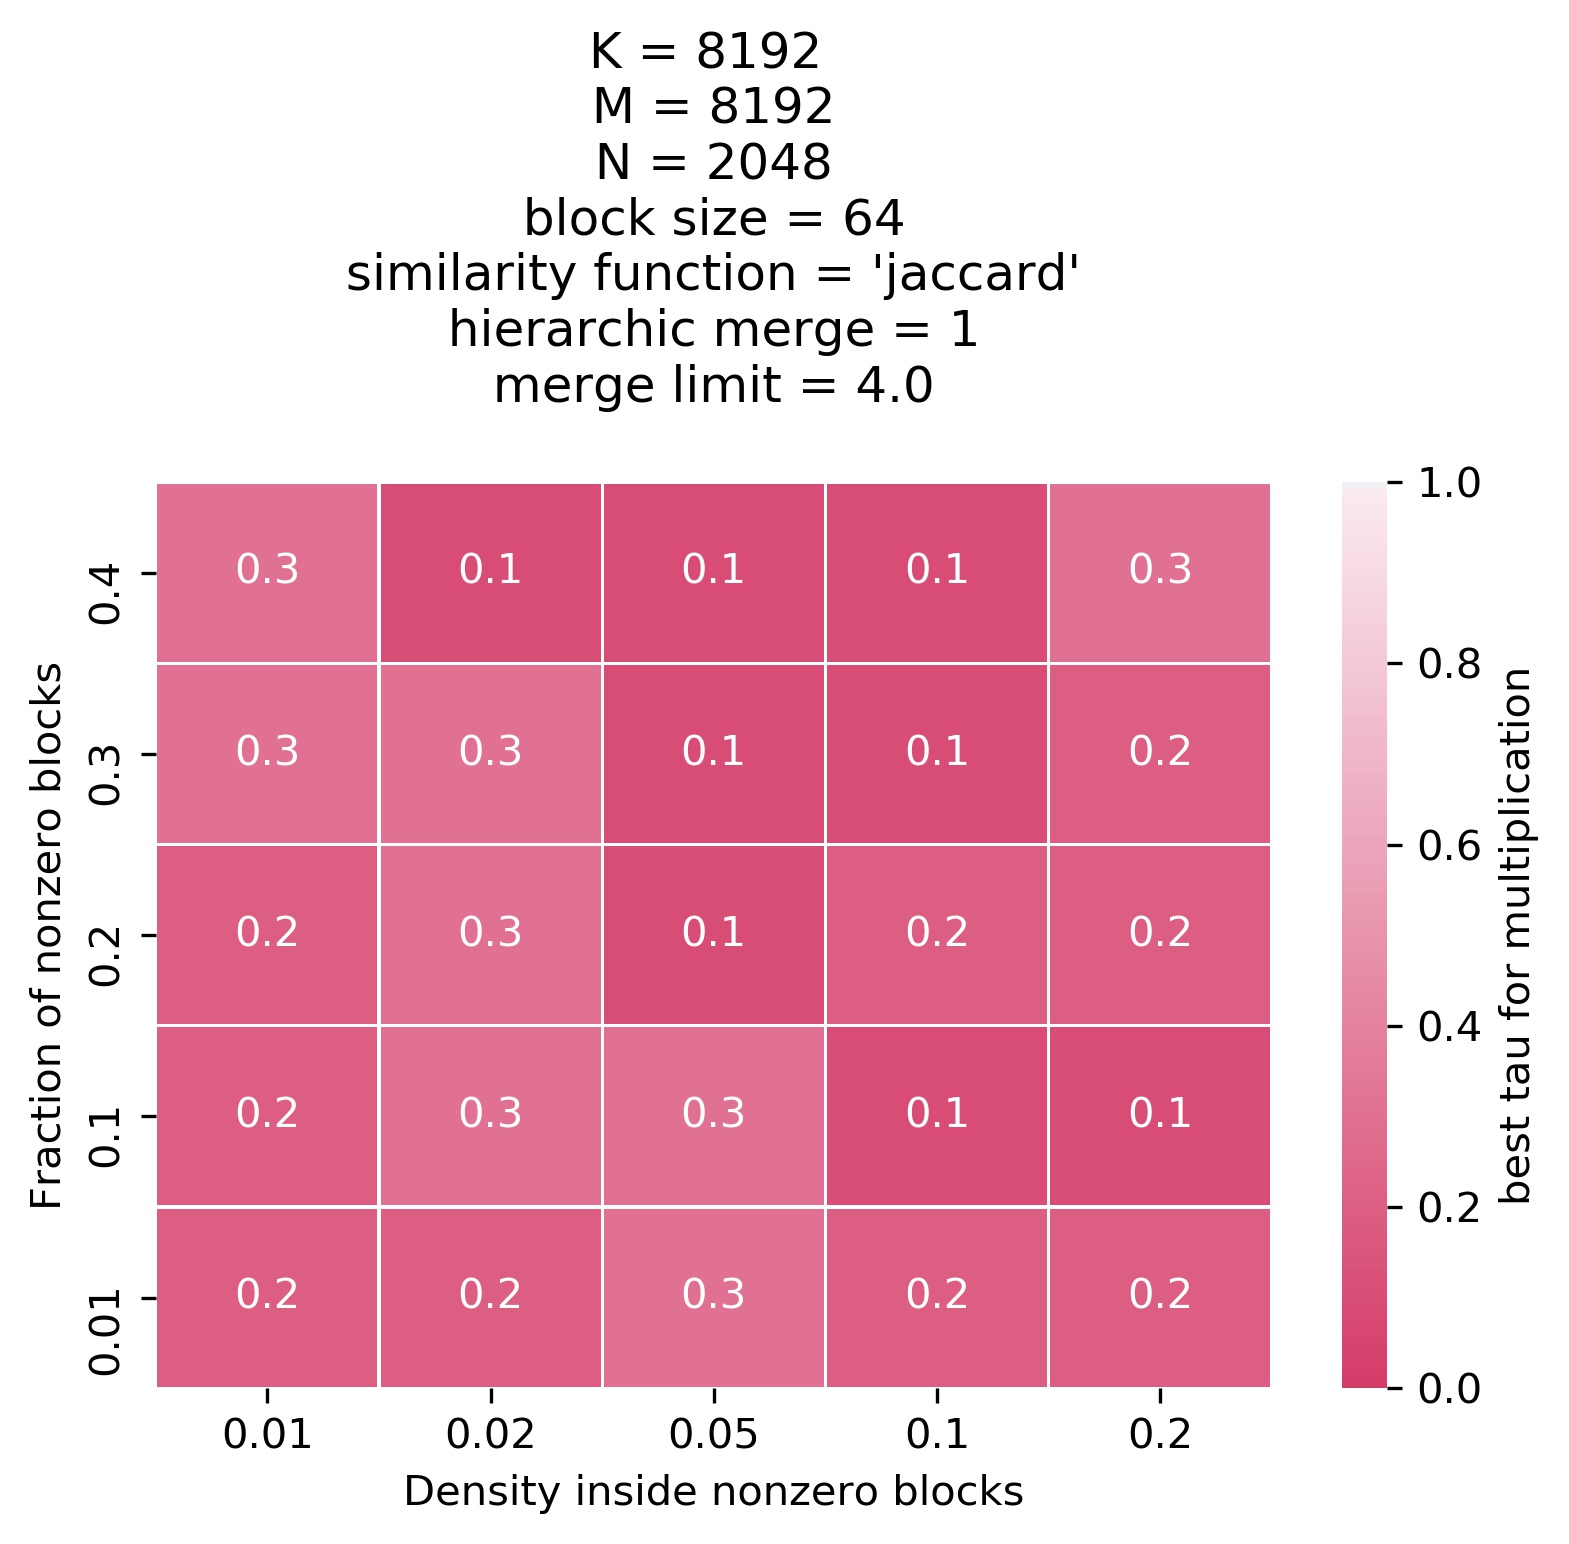 K = 8192
M = 8192
N = 2048
block size = 64
similarity function = 'jaccard'
hierarchic merge = 1
merge limit = 4.0
Fraction of nonzero blocks
0.4
0.3
0.2
0.1
0.01
0.3 0.1 0.1 0.1 0.3
0.3 0.3 0.1 0.1 0.2
0.2 0.3 0.1 0.2 0.2
0.2 0.3 0.3 0.1 0.1
0.2 0.2 0.3 0.2 0.2
0.01 0.02 0.05 0.1 0.2
Density inside nonzero blocks
1.0
0.8
0.6
0.4
0.2
0.0
best tau for multiplication